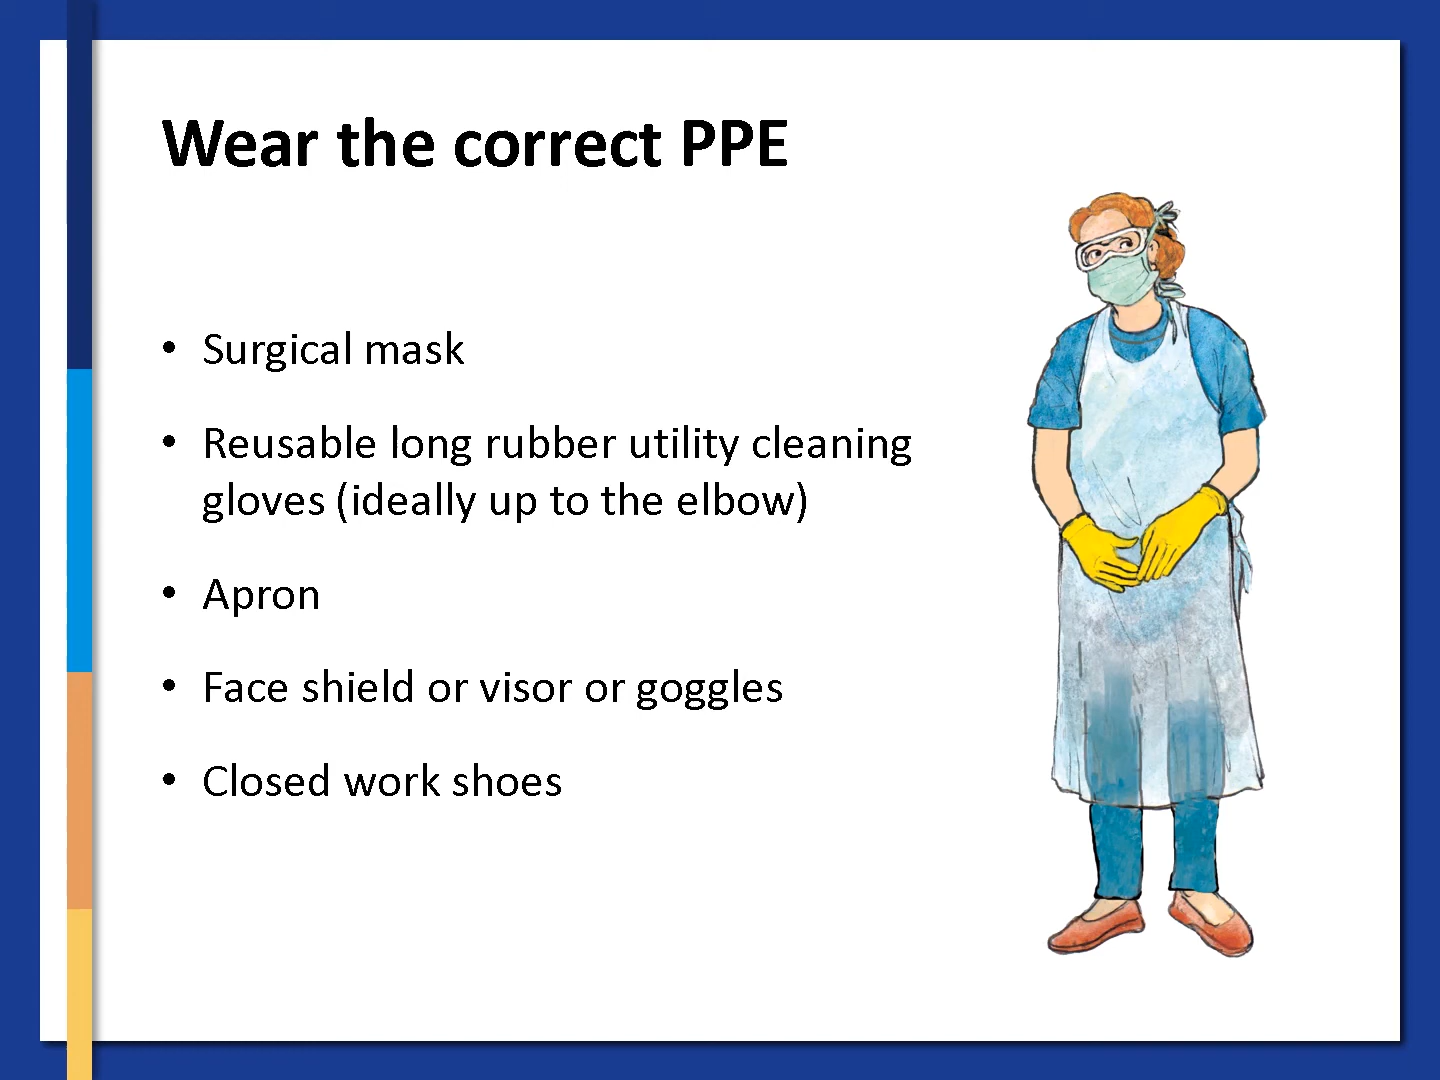 Wear the correct PPE
• Surgical mask
• Reusable long rubber utility cleaning
gloves (ideally up to the elbow)
• Apron
• Face shield or visor or goggles
• Closed work shoes